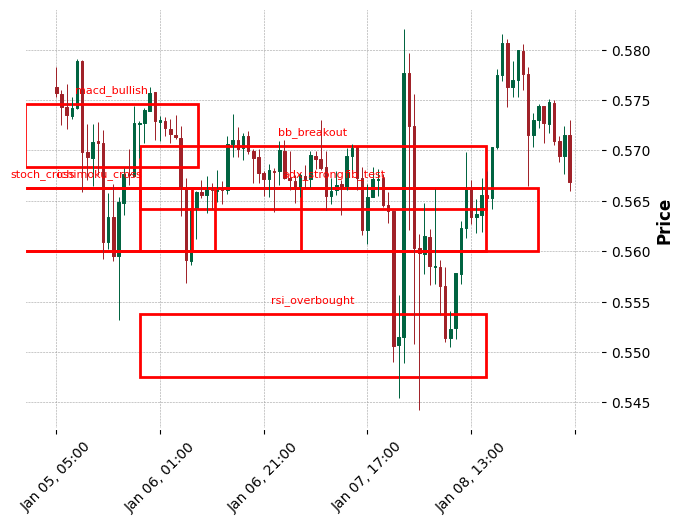 0.580
macd_bullish
0.575
bb_breakout
0.570
stoch_cross
ichimoku_cross
0.565
Price
0.560
0.555
rsi_overbought
0.550
0.545
Jan 05, 05:00
Jan 06, 01:00
Jan 06, 21:00
Jan 07, 17:00
Jan 08, 13:00